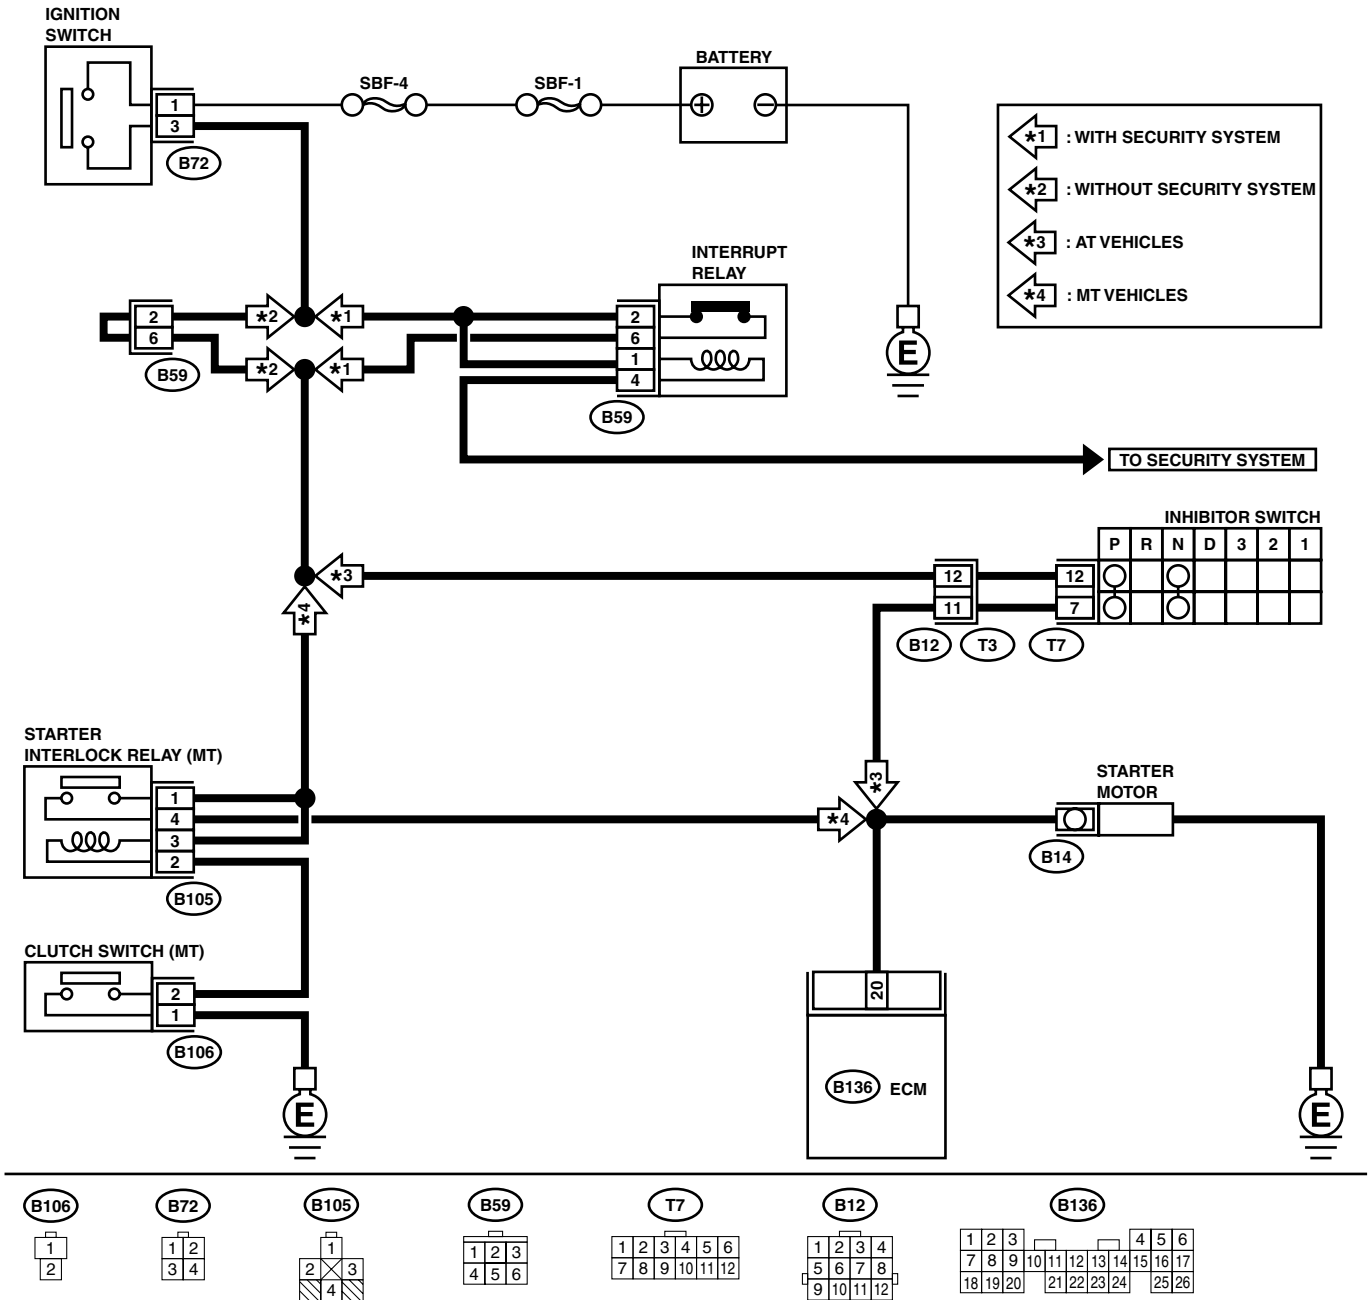 IGNITION
SWITCH
1
3
B72
SBF-4
SBF-1
BATTERY
+
−
*1 : WITH SECURITY SYSTEM
*2 : WITHOUT SECURITY SYSTEM
*3 : AT VEHICLES
*4 : MT VEHICLES
E
INTERRUPT
RELAY
2
6
B59
*2
*1
*2
*1
2
6
1
4
B59
TO SECURITY SYSTEM
INHIBITOR SWITCH
P R N D 3 2 1
*3
*4
12
11
12
7
B12
T3
T7
STARTER
INTERLOCK RELAY (MT)
1
4
3
2
B105
*4
*3
STARTER
MOTOR
B14
CLUTCH SWITCH (MT)
2
1
B106
E
20
B136 ECM
E
B106
1
2
B72
1 2
3 4
B105
1
2 3
4
B59
1 2 3
4 5 6
T7
1 2 3 4 5 6
7 8 9 10 11 12
B12
1 2 3 4
5 6 7 8
9 10 11 12
B136
1 2 3 4 5 6
7 8 9 10 11 12 13 14 15 16 17
18 19 20 21 22 23 24 25 26